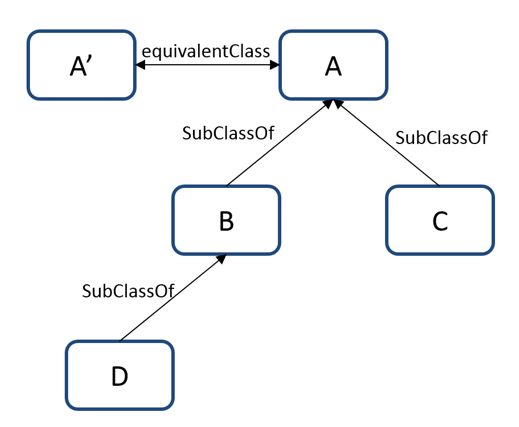 equivalentClass
A’
A
SubClassOf
SubClassOf
B
C
SubClassOf
D